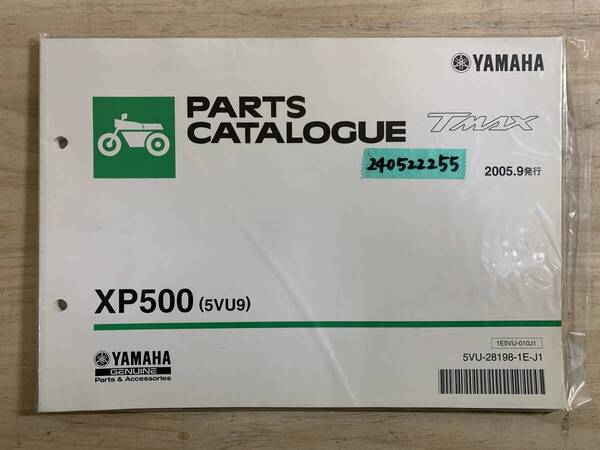 YAMAHA
PARTS
CATALOGUE
TMAX
240522255
2005.9発行
XP500 (5VU9)
1E5VU-010J1
YAMAHA
GENUINE
Parts & Accessories
5VU-28198-1E-J1